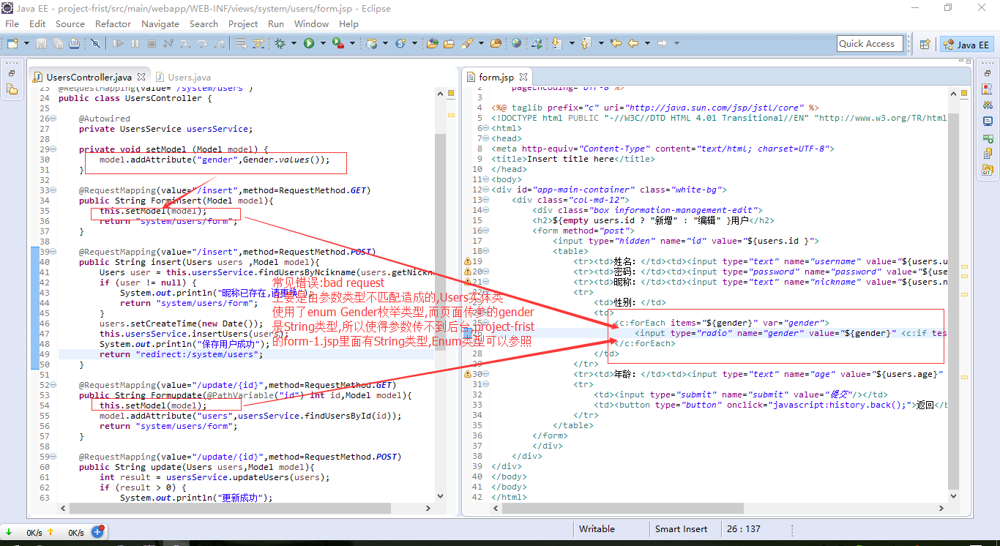 Java EE - project-frist/src/main/webapp/WEB-INF/views/system/users/form.jsp - Eclipse
File Edit Source Refactor Navigate Search Project Run Window Help
Quick Access
Java EE
UsersController.java
Users.java
23 @RequestMapping(value="/system/users")
24 public class UsersController {
25
26 @Autowired
27 private UsersService usersService;
28
29 private void setModel (Model model) {
30 model.addAttribute("gender",Gender.values());
31 }
32
33 @RequestMapping(value="/insert",method=RequestMethod.GET)
34 public String Forminsert(Model model){
35 this.setModel(model);
36 return "system/users/form";
37 }
38
39 @RequestMapping(value="/insert",method=RequestMethod.POST)
40 public String insert(Users users ,Model model){
41 Users user = this.usersService.findUsersByNcikname(users.getNickn
42 if (user != null) {
43 System.out.println("昵称已存在,请更换");
44 return "system/users/form";
45 }
46 users.setCreateTime(new Date());
47 this.usersService.insertUsers(users);
48 System.out.println("保存用户成功");
49 return "redirect:/system/users";
50 }
51
52 @RequestMapping(value="/update/{id}",method=RequestMethod.GET)
53 public String Formupdate(@PathVariable("id") int id,Model model){
54 this.setModel(model);
55 model.addAttribute("users",usersService.findUsersById(id));
56 return "system/users/form";
57 }
58
59 @RequestMapping(value="/update/{id}",method=RequestMethod.POST)
60 public String update(Users users,Model model){
61 int result = usersService.updateUsers(users);
62 if (result > 0) {
63 System.out.println("更新成功");
常见错误:bad request
主要是由参数类型不匹配造成的,Users实体类
使用了enum Gender枚举类型,而页面传参的gender
是String类型,所以使得参数传不到后台,project-frist
的form-1.jsp里面有String类型,Enum类型可以参照
form.jsp
2 pageEncoding="UTF-8"%>
3
4 <%@ taglib prefix="c" uri="http://java.sun.com/jsp/jstl/core" %>
5 <!DOCTYPE html PUBLIC "-//W3C//DTD HTML 4.01 Transitional//EN" "http://www.w3.org/TR/html
6 <html>
7 <head>
8 <meta http-equiv="Content-Type" content="text/html; charset=UTF-8">
9 <title>Insert title here</title>
10 </head>
11 <body>
12 <div id="app-main-container" class="white-bg">
13 <div class="col-md-12">
14 <div class="box information-management-edit">
15 <h2>${empty users.id ? "新增" : "编辑" }用户</h2>
16 <form method="post">
17 <input type="hidden" name="id" value="${users.id }">
18 <table>
19 <tr><td>姓名: </td><td><input type="text" name="username" value="${users.u
20 <tr><td>密码: </td><td><input type="password" name="password" value="${use
21 <tr><td>昵称: </td><td><input type="text" name="nickname" value="${users.n
22 <tr>
23 <td>性别: </td>
24 <td>
25 <c:forEach items="${gender}" var="gender">
26 <input type="radio" name="gender" value="${gender}" <c:if tes
</c:forEach>
28 </td>
29 </tr>
30 <tr><td>年龄: </td><td><input type="text" name="age" value="${users.age}"
31 <tr>
32 <td><input type="submit" name="submit" value="提交"/></td>
33 <td><button type="button" onclick="javascript:history.back();">返回</b
34 </tr>
35 </table>
36 </form>
37 </div>
38 </div>
39 </div>
40 </body>
41 </body>
42 </html>
0K/s 0K/s
Writable
Smart Insert
26 : 137